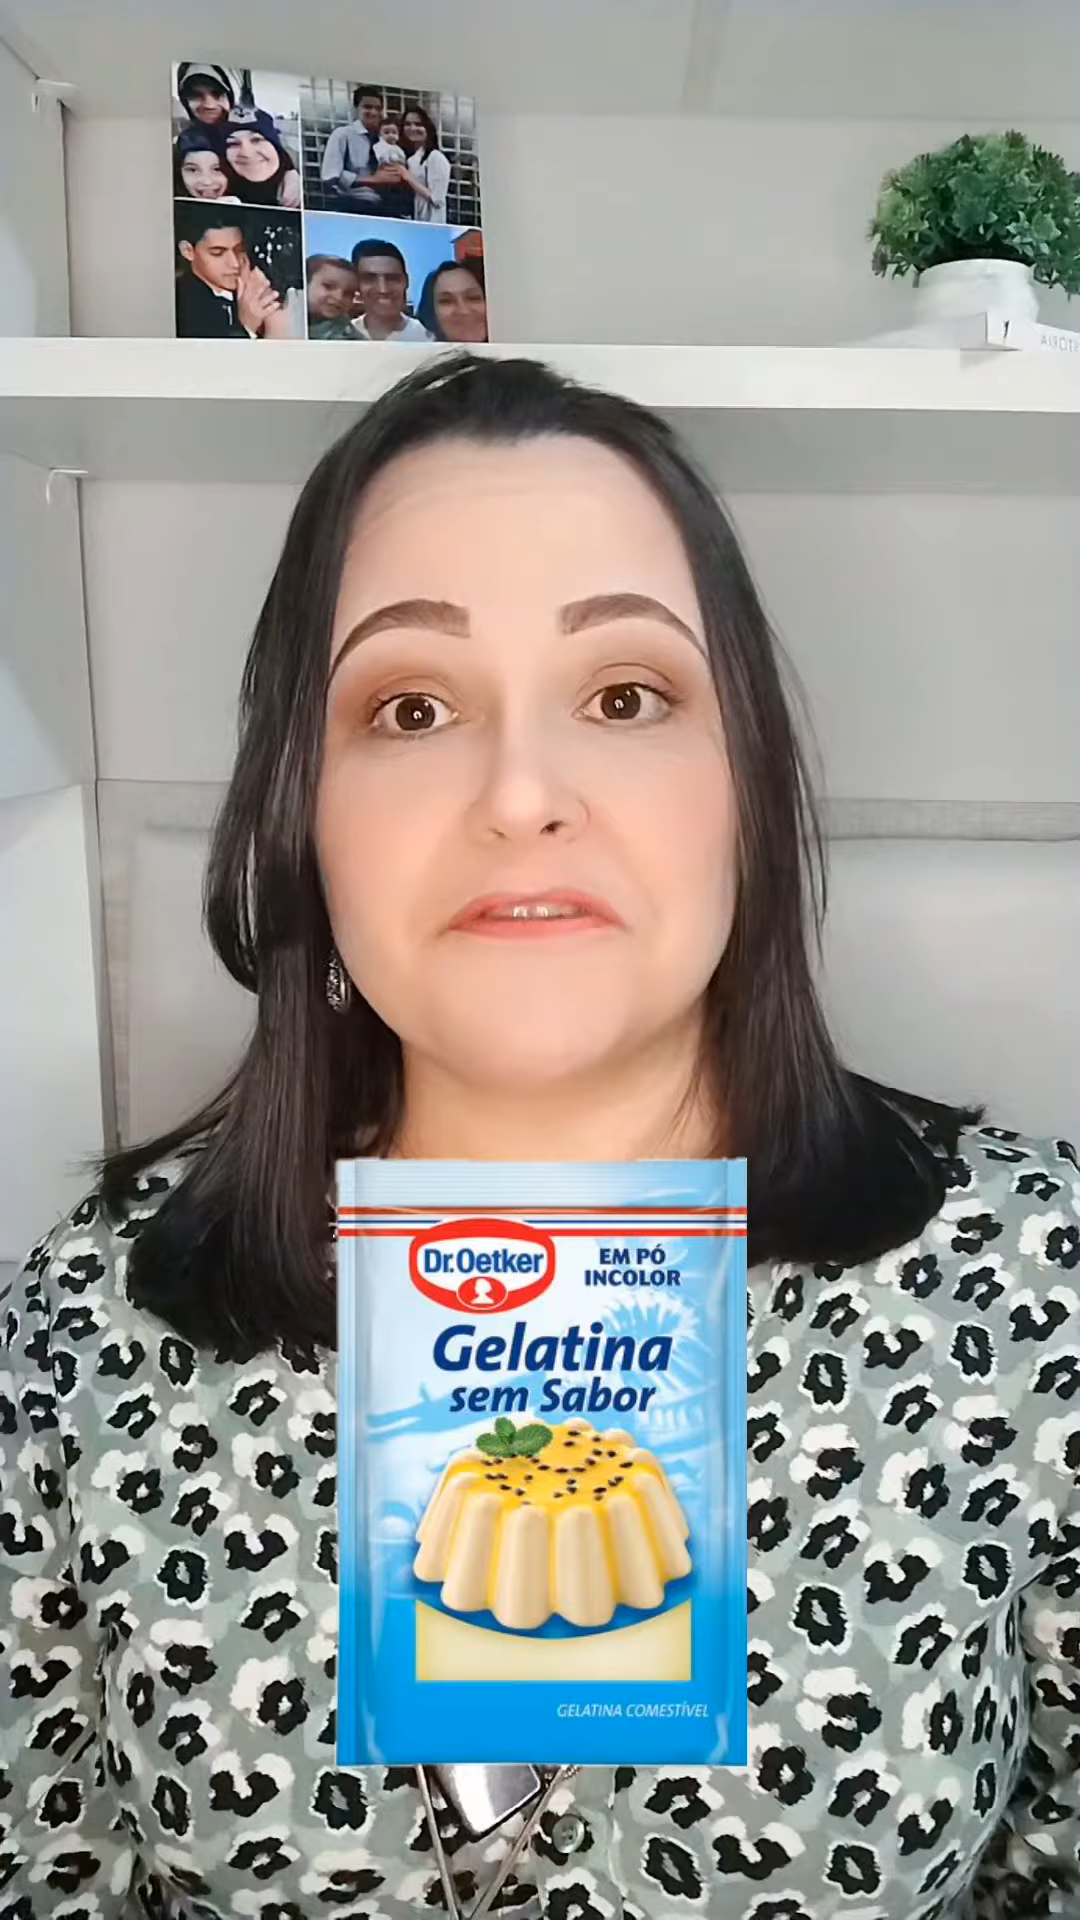 Dr.Oetker
EM PÓ
INCOLOR
Gelatina
sem Sabor
GELATINA COMESTÍVEL